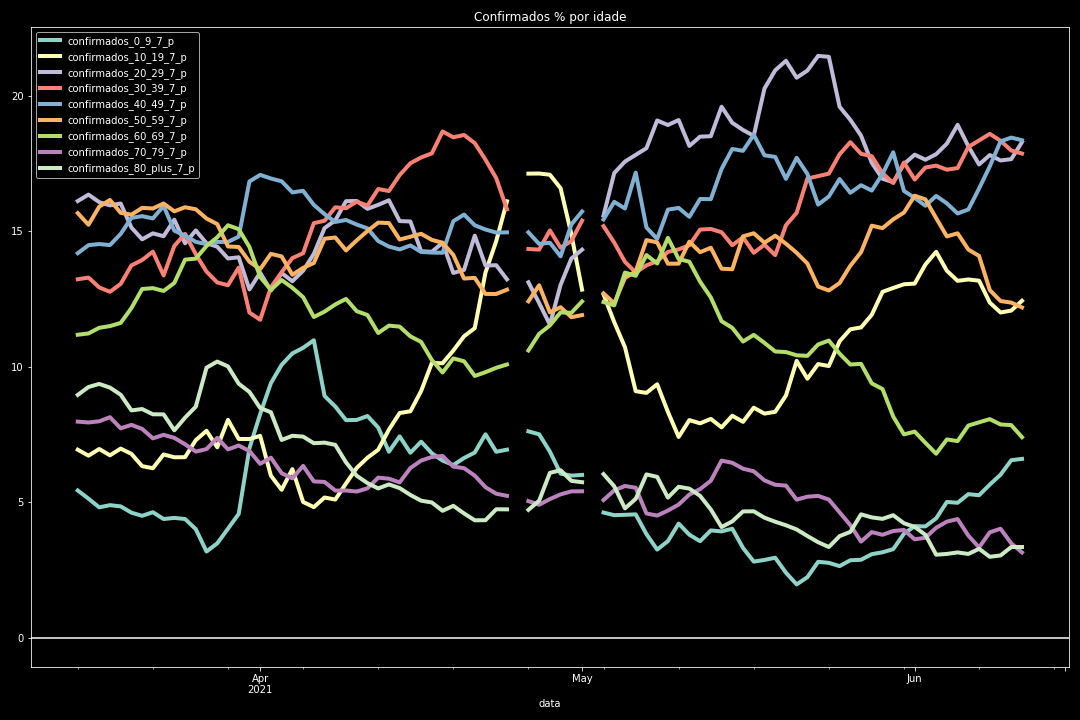 Confirmados % por idade
confirmados_0_9_7_p
confirmados_10_19_7_p
confirmados_20_29_7_p
confirmados_30_39_7_p
confirmados_40_49_7_p
confirmados_50_59_7_p
confirmados_60_69_7_p
confirmados_70_79_7_p
confirmados_80_plus_7_p
20
15
10
5
0
Apr
2021
May
Jun
data